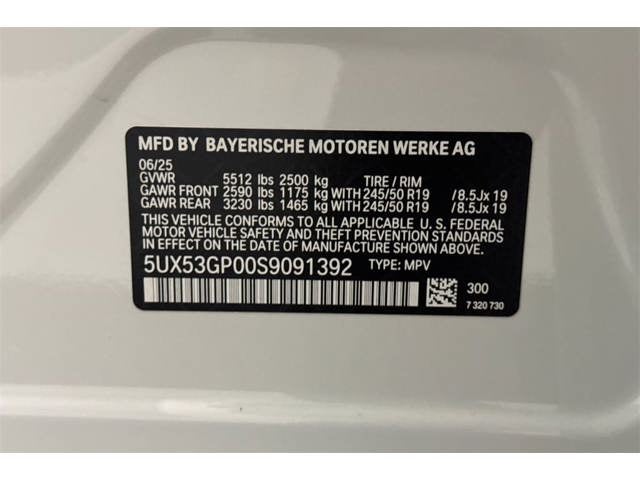 MFD BY BAYERISCHE MOTOREN WERKE AG
06/25
GVWR 5512 lbs 2500 kg TIRE / RIM
GAWR FRONT 2590 lbs 1175 kg WITH 245/50 R19 /8.5Jx 19
GAWR REAR 3230 lbs 1465 kg WITH 245/50 R19 /8.5Jx 19
THIS VEHICLE CONFORMS TO ALL APPLICABLE U. S. FEDERAL
MOTOR VEHICLE SAFETY AND THEFT PREVENTION STANDARDS
IN EFFECT ON THE DATE OF MANUFACTURE SHOWN ABOVE.
5UX53GP00S9091392 TYPE: MPV
300
7 320 730